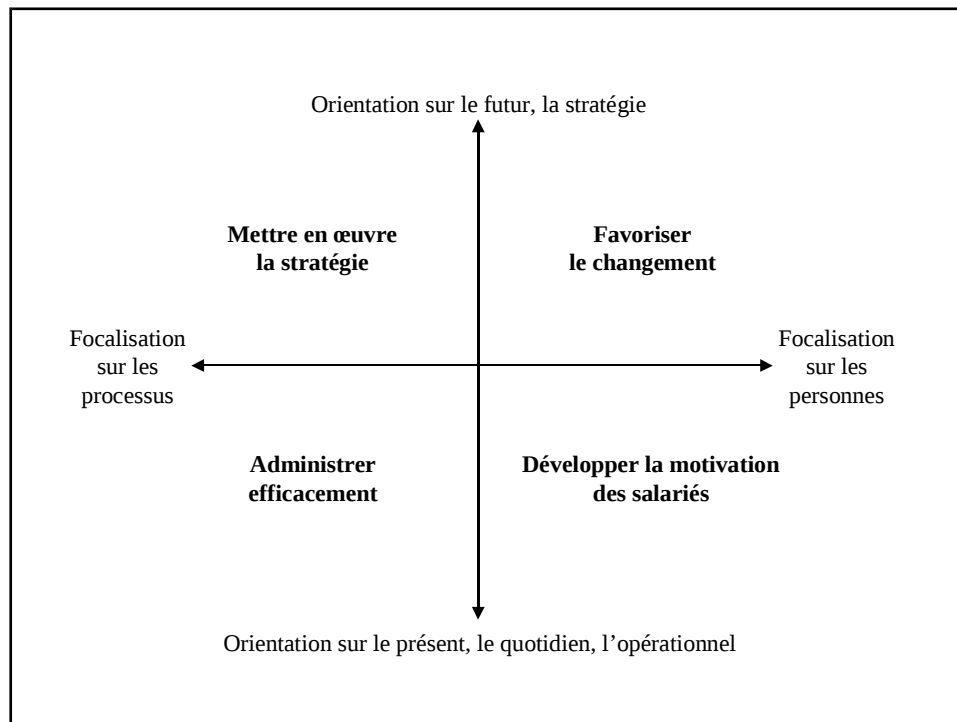 Orientation sur le futur, la stratégie
Mettre en œuvre
la stratégie
Favoriser
le changement
Focalisation
sur les
processus
Focalisation
sur les
personnes
Administrer
efficacement
Développer la motivation
des salariés
Orientation sur le présent, le quotidien, l’opérationnel